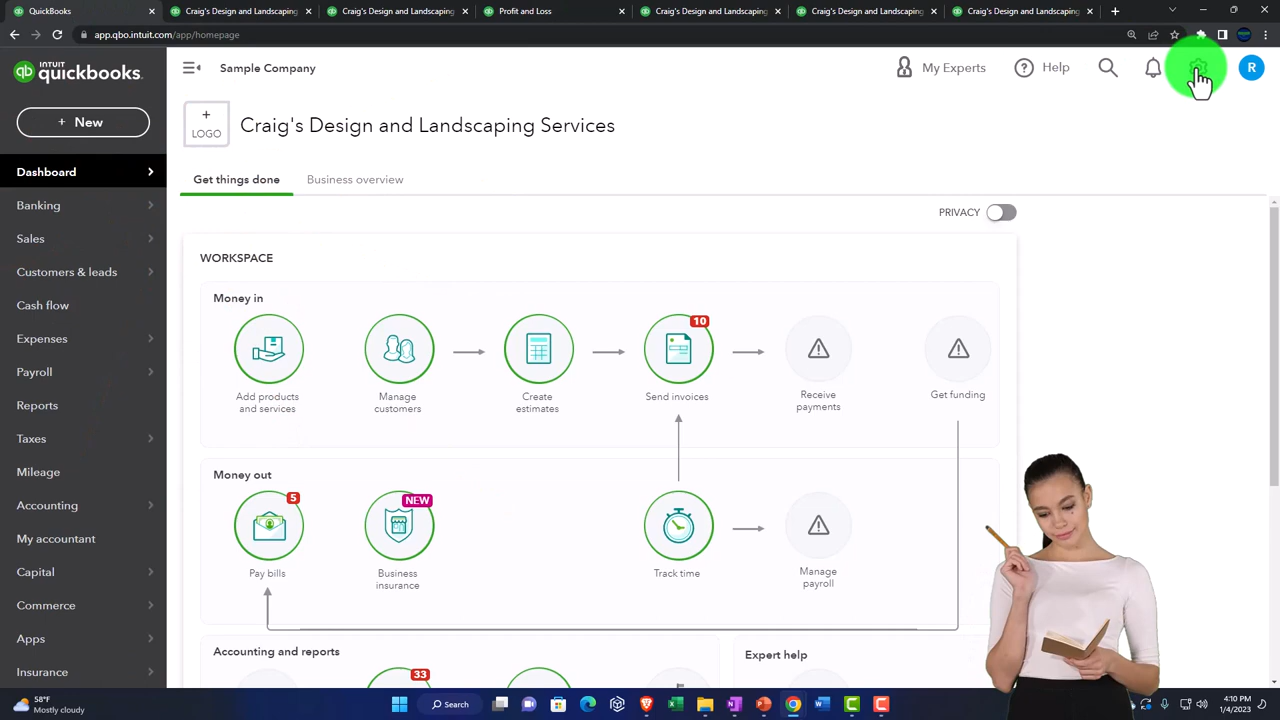 QuickBooks
Craig's Design and Landscaping
Craig's Design and Landscaping
Profit and Loss
Craig's Design and Landscaping
Craig's Design and Landscaping
Craig's Design and Landscaping
app.qbo.intuit.com/app/homepage
INTUIT
quickbooks.
Sample Company
My Experts
? Help
R
+ New
+
LOGO
Craig's Design and Landscaping Services
Dashboard
Banking
Sales
Customers & leads
Cash flow
Expenses
Payroll
Reports
Taxes
Mileage
Accounting
My accountant
Capital
Commerce
Apps
Insurance
Get things done
Business overview
PRIVACY
WORKSPACE
Money in
10
Add products
and services
Manage
customers
Create
estimates
Send invoices
Receive
payments
Get funding
Money out
5
NEW
Pay bills
Business
insurance
Track time
Manage
payroll
Accounting and reports
33
Expert help
58°F
Mostly cloudy
Search
4:10 PM
1/4/2023